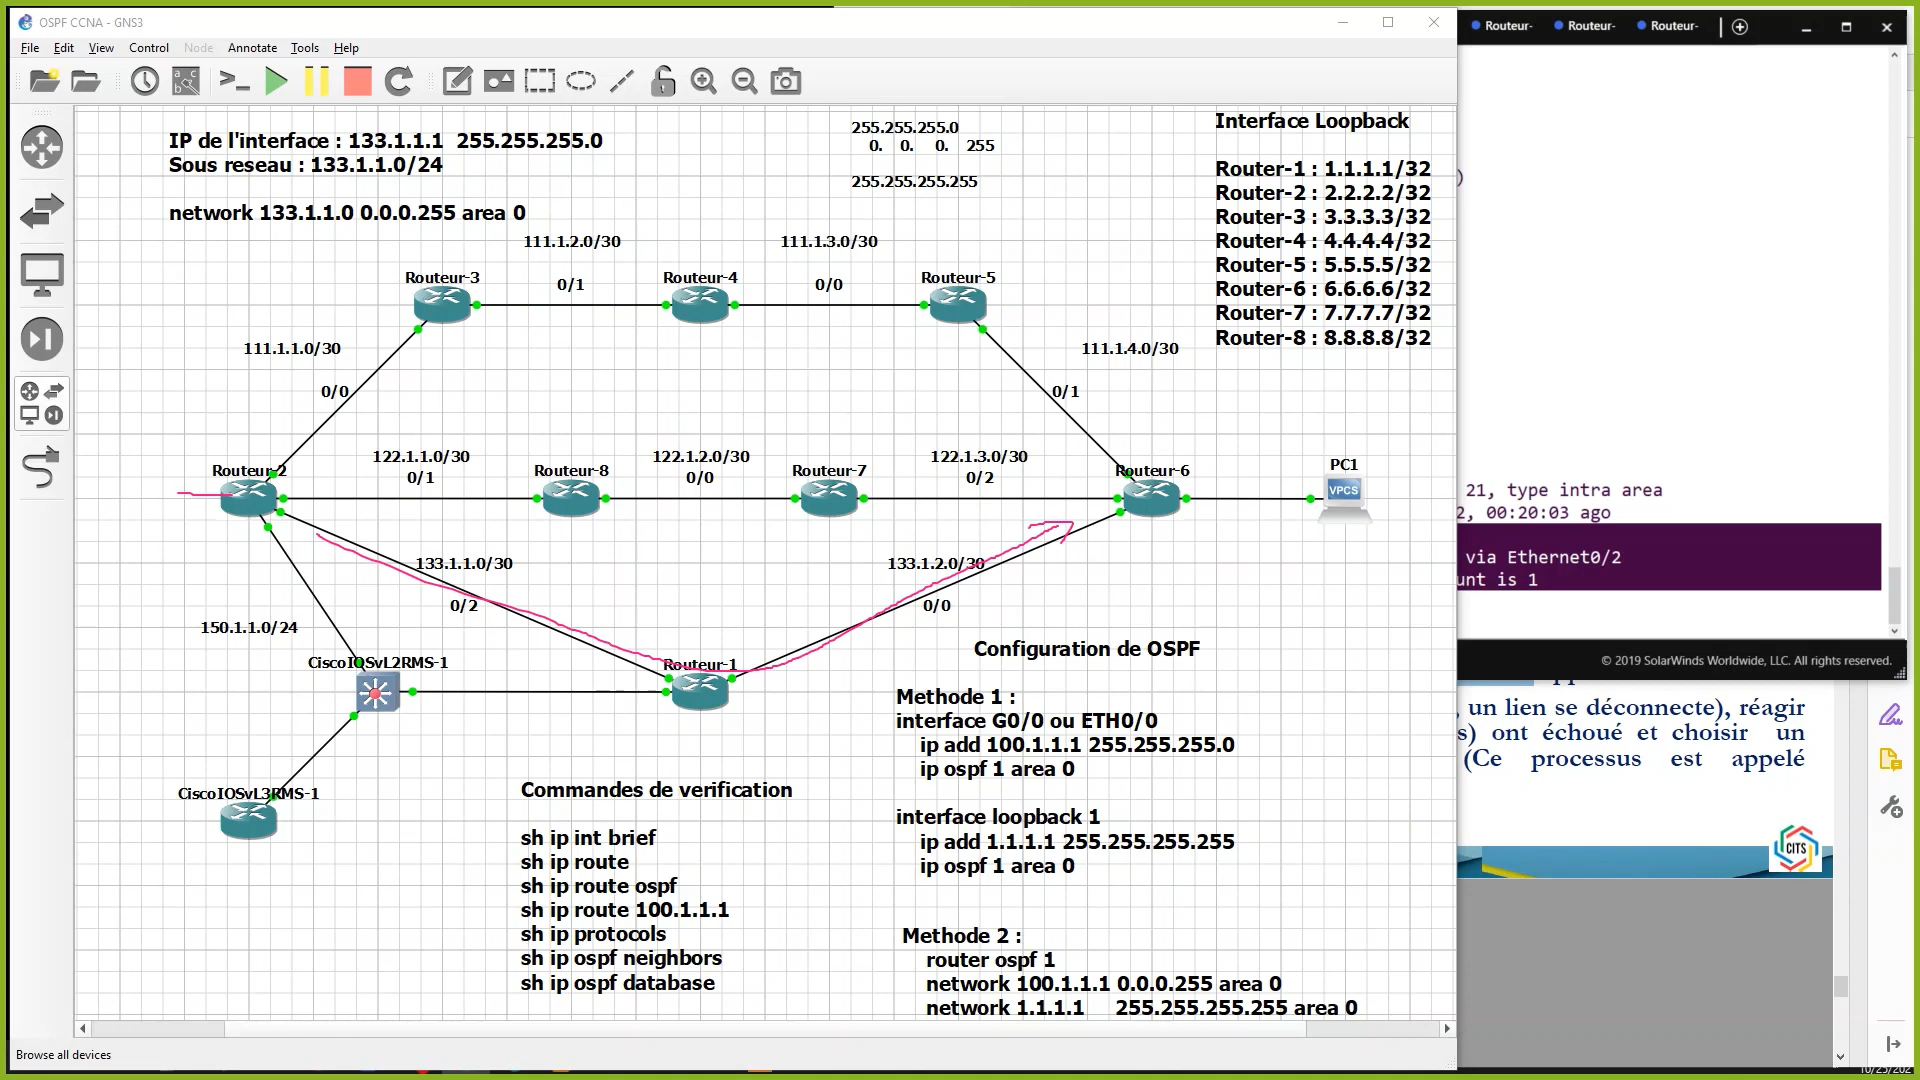 OSPF CCNA - GNS3
File Edit View Control Node Annotate Tools Help
IP de l'interface : 133.1.1.1 255.255.255.0
Sous reseau : 133.1.1.0/24
network 133.1.1.0 0.0.0.255 area 0
255.255.255.0
0. 0. 0. 255
255.255.255.255
Interface Loopback
Router-1 : 1.1.1.1/32
Router-2 : 2.2.2.2/32
Router-3 : 3.3.3.3/32
Router-4 : 4.4.4.4/32
Router-5 : 5.5.5.5/32
Router-6 : 6.6.6.6/32
Router-7 : 7.7.7.7/32
Router-8 : 8.8.8.8/32
111.1.2.0/30
111.1.3.0/30
Routeur-3
0/1
Routeur-4
0/0
Routeur-5
111.1.1.0/30
111.1.4.0/30
0/0
0/1
Routeur-2
122.1.1.0/30
0/1
Routeur-8
122.1.2.0/30
0/0
Routeur-7
122.1.3.0/30
0/2
Routeur-6
PC1
VPCS
133.1.1.0/30
133.1.2.0/30
0/2
0/0
150.1.1.0/24
CiscoIOSvL2RMS-1
Routeur-1
CiscoIOSvL3RMS-1
Commandes de verification
sh ip int brief
sh ip route
sh ip route ospf
sh ip route 100.1.1.1
sh ip protocols
sh ip ospf neighbors
sh ip ospf database
Configuration de OSPF
Methode 1 :
interface G0/0 ou ETH0/0
ip add 100.1.1.1 255.255.255.0
ip ospf 1 area 0
interface loopback 1
ip add 1.1.1.1 255.255.255.255
ip ospf 1 area 0
Methode 2 :
router ospf 1
network 100.1.1.1 0.0.0.255 area 0
network 1.1.1.1 255.255.255.255 area 0
Browse all devices
Routeur- Routeur- Routeur-
)
21, type intra area
2, 00:20:03 ago
via Ethernet0/2
unt is 1
© 2019 SolarWinds Worldwide, LLC. All rights reserved.
, un lien se déconnecte), réagir
s) ont échoué et choisir un
(Ce processus est appelé
CITS